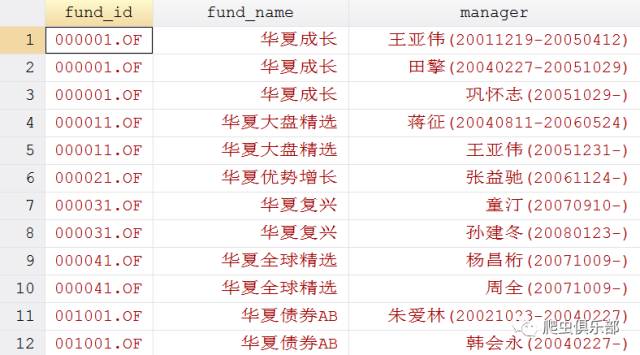 fund_id fund_name manager
1 000001.OF 华夏成长 王亚伟(20011219-20050412)
2 000001.OF 华夏成长 田擎(20040227-20051029)
3 000001.OF 华夏成长 巩怀志(20051029-)
4 000011.OF 华夏大盘精选 蒋征(20040811-20060524)
5 000011.OF 华夏大盘精选 王亚伟(20051231-)
6 000021.OF 华夏优势增长 张益驰(20061124-)
7 000031.OF 华夏复兴 童汀(20070910-)
8 000031.OF 华夏复兴 孙建冬(20080123-)
9 000041.OF 华夏全球精选 杨昌桁(20071009-)
10 000041.OF 华夏全球精选 周全(20071009-)
11 001001.OF 华夏债券AB 朱爱林(20021023-20040227)
12 001001.OF 华夏债券AB 韩会永(20040227-)
爬虫俱乐部